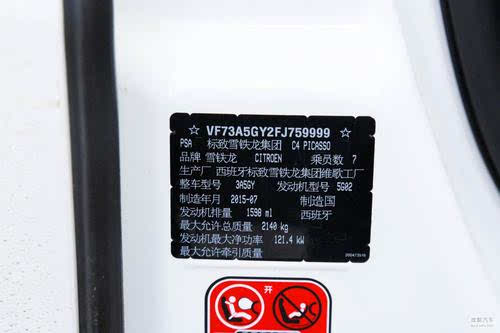 ☆ VF73A5GY2FJ759999 ☆
PSA 标致雪铁龙集团 C4 PICASSO
品牌 雪铁龙 CITROEN 乘员数 7
生产厂 西班牙标致雪铁龙集团维歌工厂
整车型号 3A5GY 发动机型号 5G02
制造年月 2015-07 制造国
发动机排量 1598 ml 西班牙
最大允许总质量 2140 kg
发动机最大净功率 121.4 kW
最大允许牵引质量
开